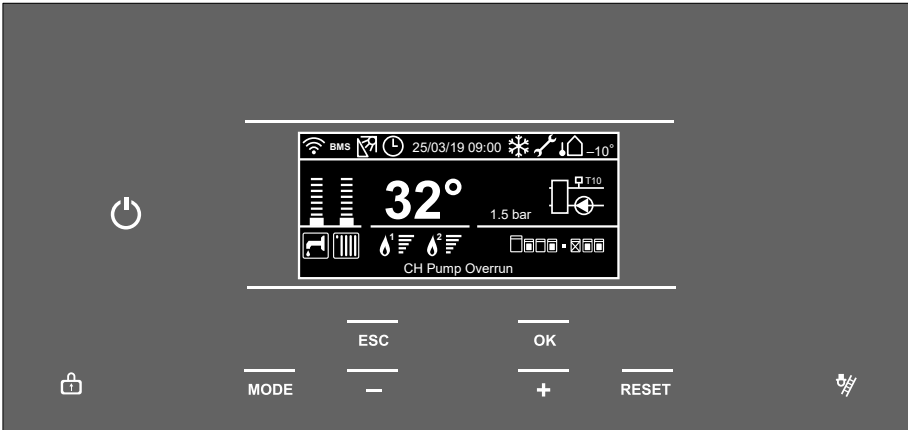 BMS 25/03/19 09:00 –10°
T10
32°
1.5 bar
1 2
CH Pump Overrun
ESC OK
MODE – + RESET